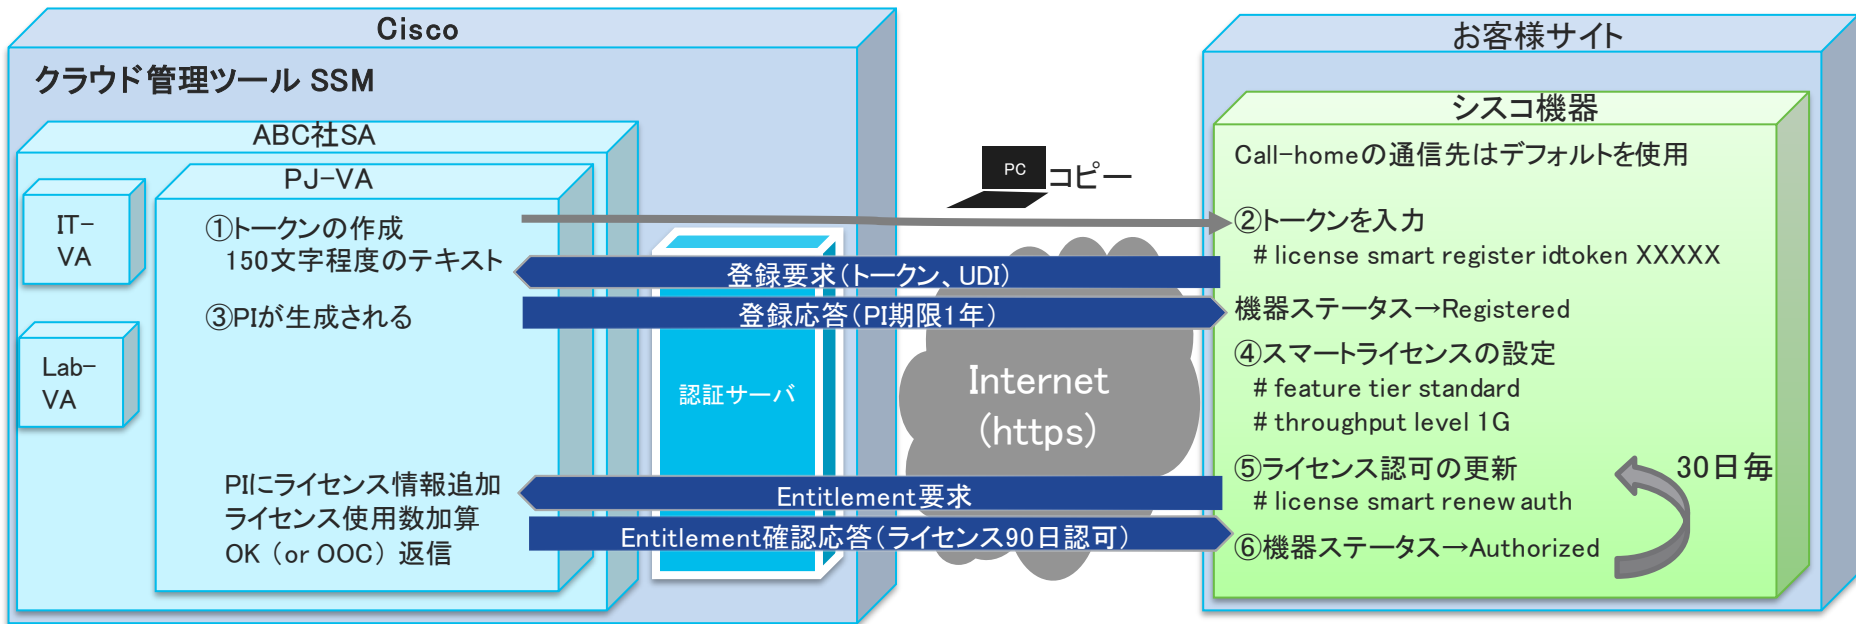 Cisco
クラウド管理ツール SSM
ABC社SA
PJ-VA
IT-
VA
Lab-
VA
①トークンの作成
150文字程度のテキスト
③PIが生成される
PIにライセンス情報追加
ライセンス使用数加算
OK (or OOC) 返信
認証サーバ
PC
コピー
登録要求(トークン、UDI)
登録応答(PI期限1年)
Internet
(https)
Entitlement要求
Entitlement確認応答(ライセンス90日認可)
お客様サイト
シスコ機器
Call-homeの通信先はデフォルトを使用
②トークンを入力
# license smart register idtoken XXXXX
機器ステータス→Registered
④スマートライセンスの設定
# feature tier standard
# throughput level 1G
⑤ライセンス認可の更新
# license smart renew auth
⑥機器ステータス→Authorized
30日毎